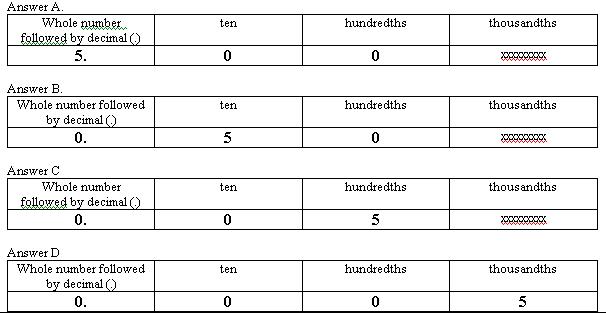 Answer A.
Whole number followed by decimal (.) ten hundredths thousandths
5. 0 0 xxxxxxxxx
Answer B.
Whole number followed by decimal (.) ten hundredths thousandths
0. 5 0 xxxxxxxxx
Answer C
Whole number followed by decimal (.) ten hundredths thousandths
0. 0 5 xxxxxxxxx
Answer D
Whole number followed by decimal (.) ten hundredths thousandths
0. 0 0 5